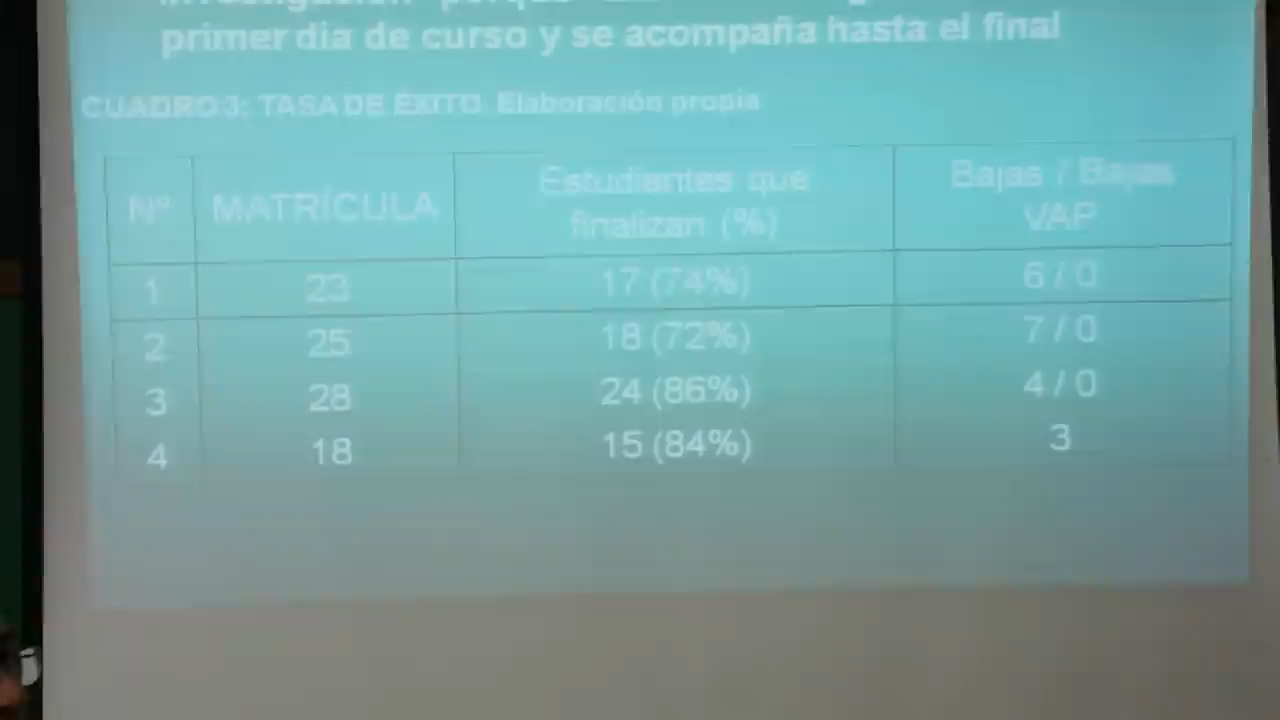 primer día de curso y se acompaña hasta el final
CUADRO 3: TASA DE ÉXITO. Elaboración propia
Nº MATRÍCULA Estudiantes que finalizan (%) Bajas / Bajas VAP
1 23 17 (74%) 6 / 0
2 25 18 (72%) 7 / 0
3 28 24 (86%) 4 / 0
4 18 15 (84%) 3